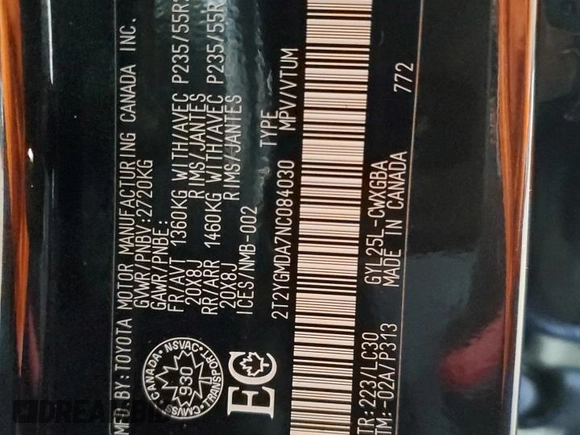 MFD.BY:TOYOTA MOTOR MANUFACTURING CANADA INC.
GVWR/PNBV:2720KG
GAWR/PNBE:
FR/AVT 1360KG WITH/AVEC P235/55R
20X8J RIMS/JANTES
RR/ARR 1460KG WITH/AVEC P235/55R
20X8J RIMS/JANTES
ICES/NMB-002
CANADA
NSVAC
930
TRANSPORT
CMVSS
EC
TYPE
2T2YGMDA7NC084030 MPV/VTUM
TR:223/LC30 GYL25L-CWXGBA
TM:-02A/P313 MADE IN CANADA
772